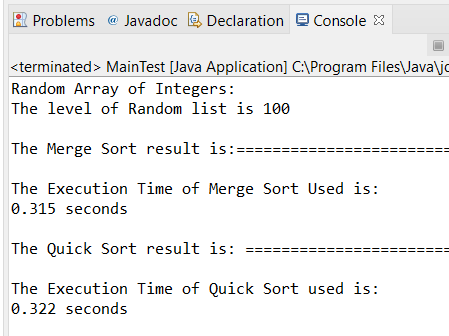 Problems @ Javadoc Declaration Console
<terminated> MainTest [Java Application] C:\Program Files\Java\jd
Random Array of Integers:
The level of Random list is 100
The Merge Sort result is:========================
The Execution Time of Merge Sort Used is:
0.315 seconds
The Quick Sort result is: =======================
The Execution Time of Quick Sort used is:
0.322 seconds